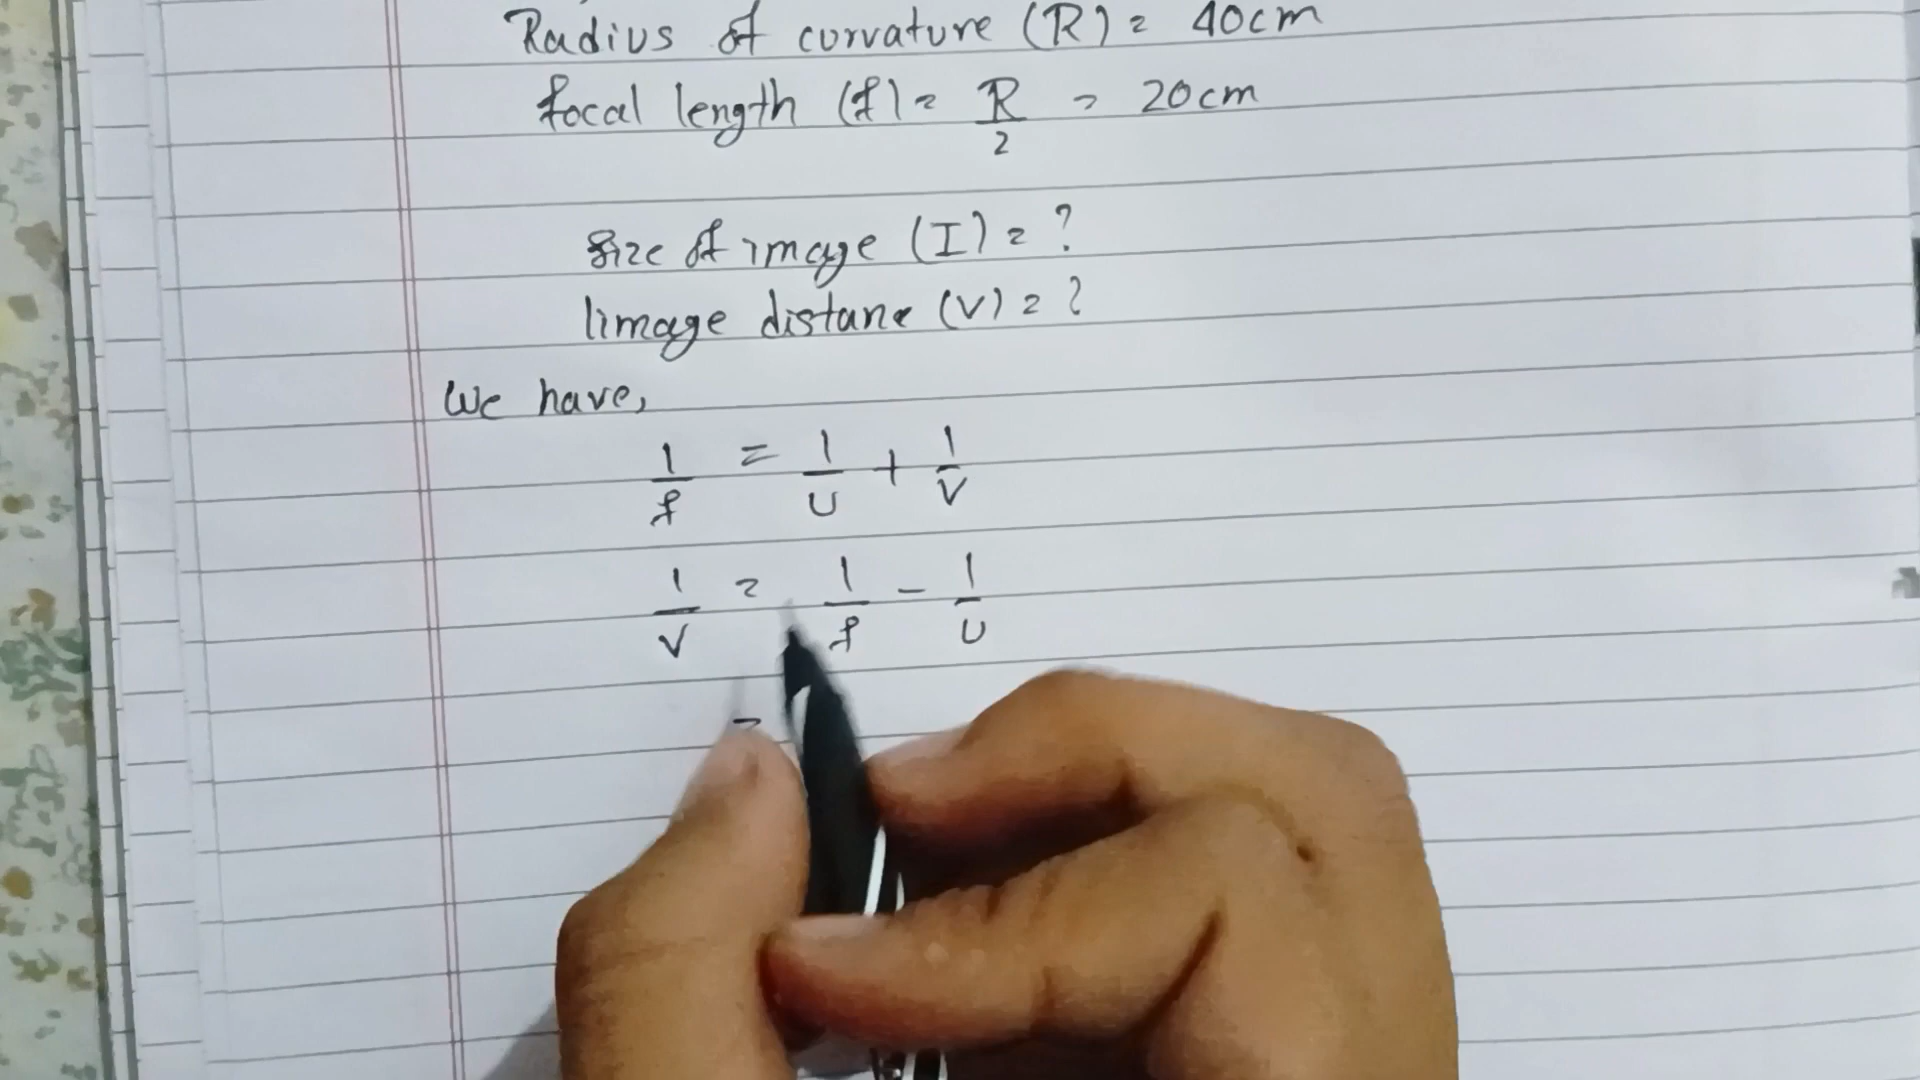 Radius of curvature (R) = 40cm
focal length (f) = R/2 = 20cm
Size of image (I) = ?
limage distane (V) = ?
We have,
1/f = 1/U + 1/V
1/V = 1/f - 1/U
=